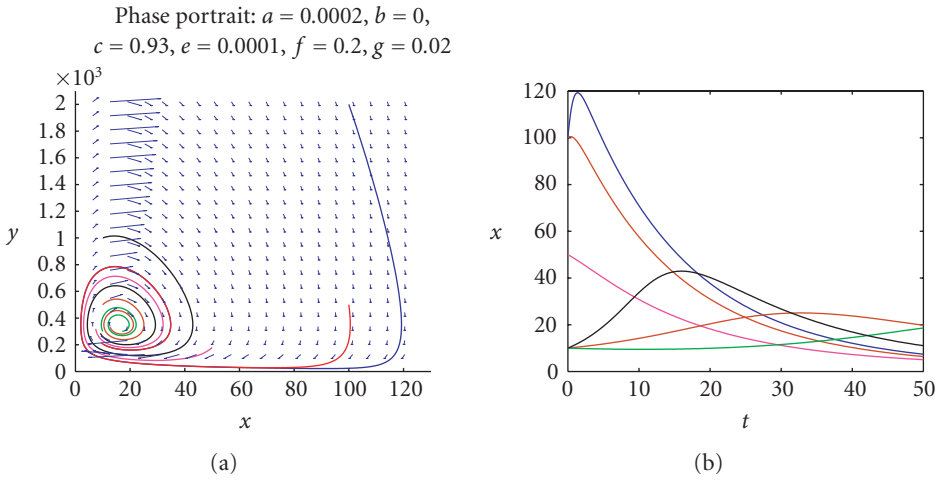 Phase portrait: a = 0.0002, b = 0,
c = 0.93, e = 0.0001, f = 0.2, g = 0.02
×10³
2
1.8
1.6
1.4
1.2
y
1
0.8
0.6
0.4
0.2
0
0 20 40 60 80 100 120
x
(a)
120
100
80
x
60
40
20
0
0 10 20 30 40 50
t
(b)